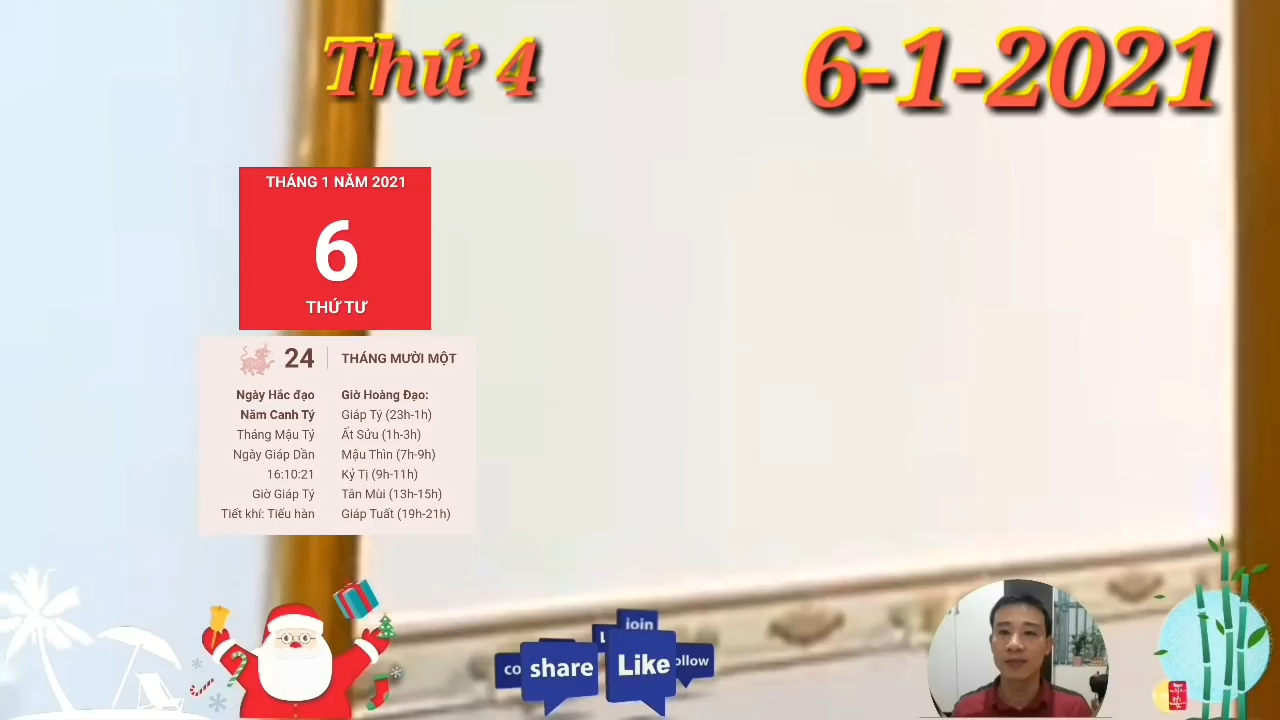 Thứ 4
6-1-2021
THÁNG 1 NĂM 2021
6
THỨ TƯ
24
THÁNG MƯỜI MỘT
Ngày Hắc đạo
Năm Canh Tý
Tháng Mậu Tý
Ngày Giáp Dần
16:10:21
Giờ Giáp Tý
Tiết khí: Tiểu hàn
Giờ Hoàng Đạo:
Giáp Tý (23h-1h)
Ất Sửu (1h-3h)
Mậu Thìn (7h-9h)
Kỷ Tị (9h-11h)
Tân Mùi (13h-15h)
Giáp Tuất (19h-21h)
join
share
Like